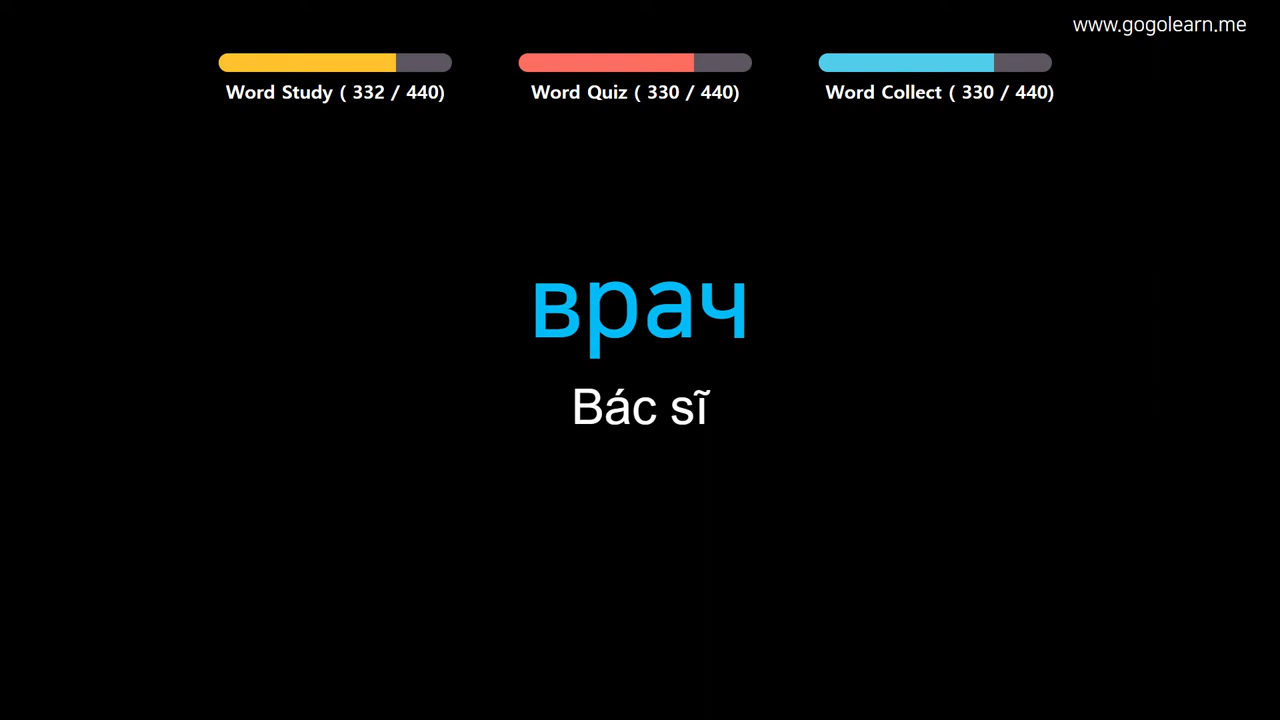 www.gogolearn.me
Word Study ( 332 / 440)
Word Quiz ( 330 / 440)
Word Collect ( 330 / 440)
врач
Bác sĩ